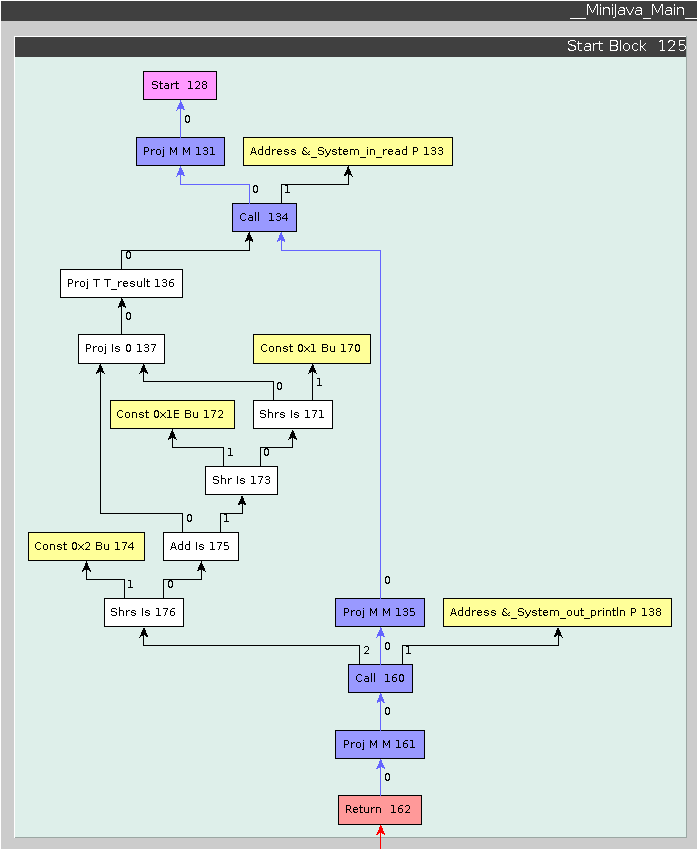 __MiniJava_Main__
Start Block 125
Start 128
0
Proj M M 131
Address &_System_in_read P 133
0
1
Call 134
0
Proj T T_result 136
0
Proj Is 0 137
Const 0x1 Bu 170
0
1
Const 0x1E Bu 172
Shrs Is 171
1
0
Shr Is 173
0
1
Const 0x2 Bu 174
Add Is 175
1
0
0
Shrs Is 176
Proj M M 135
Address &_System_out_println P 138
2
0
1
Call 160
0
Proj M M 161
0
Return 162